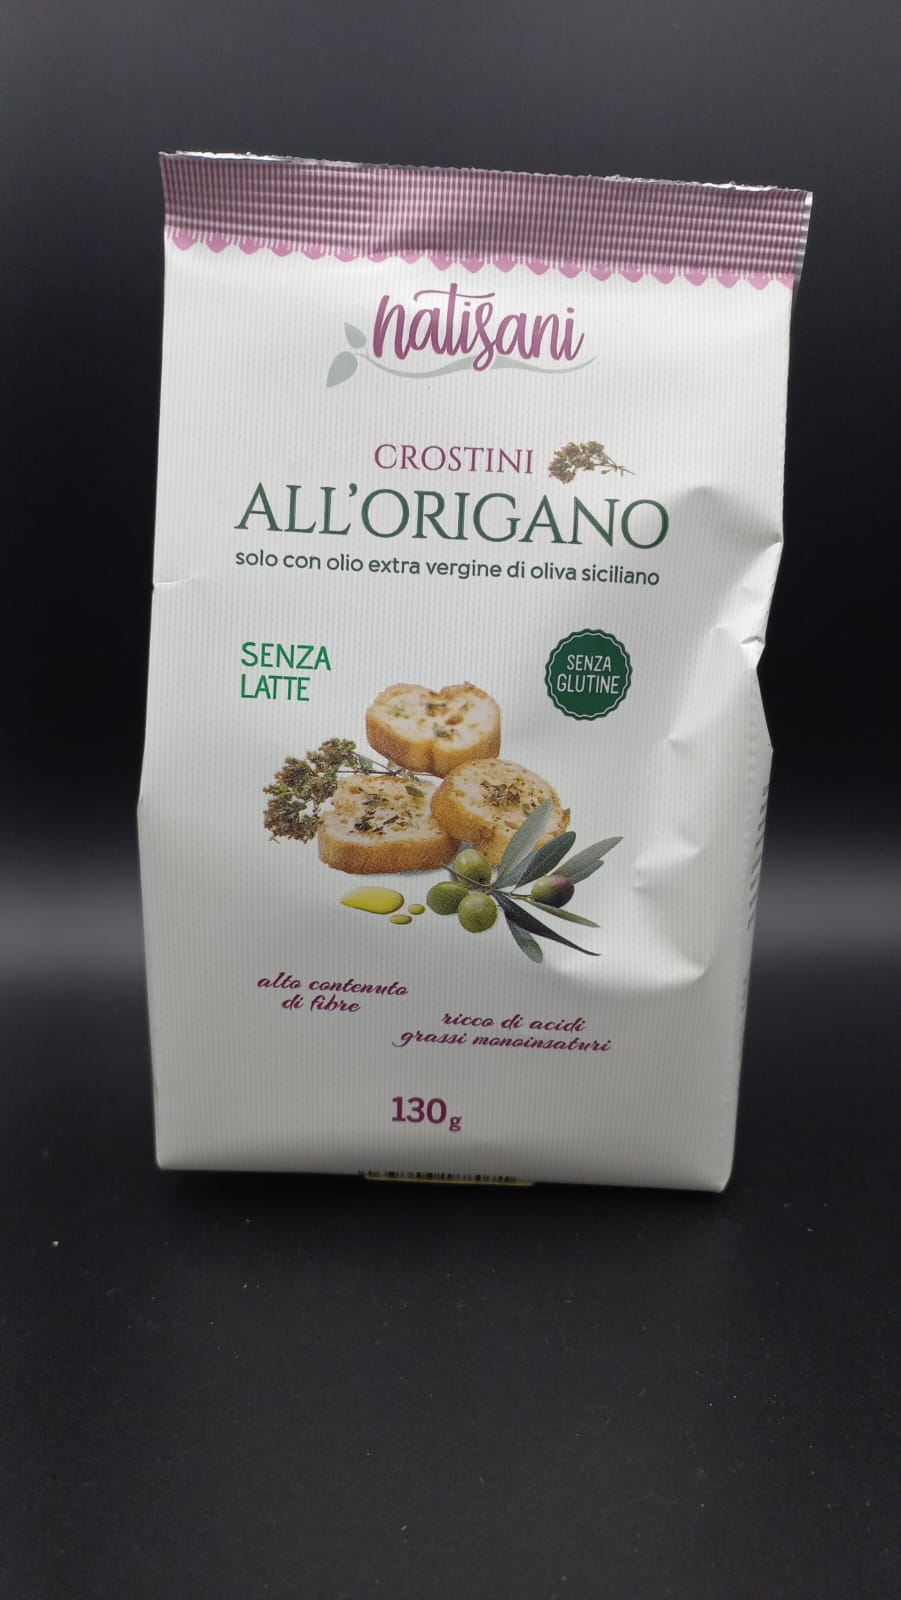 natisani
CROSTINI
ALL'ORIGANO
solo con olio extra vergine di oliva siciliano
SENZA
LATTE
SENZA
GLUTINE
alto contenuto
di fibre
ricco di acidi
grassi monoinsaturi
130 g